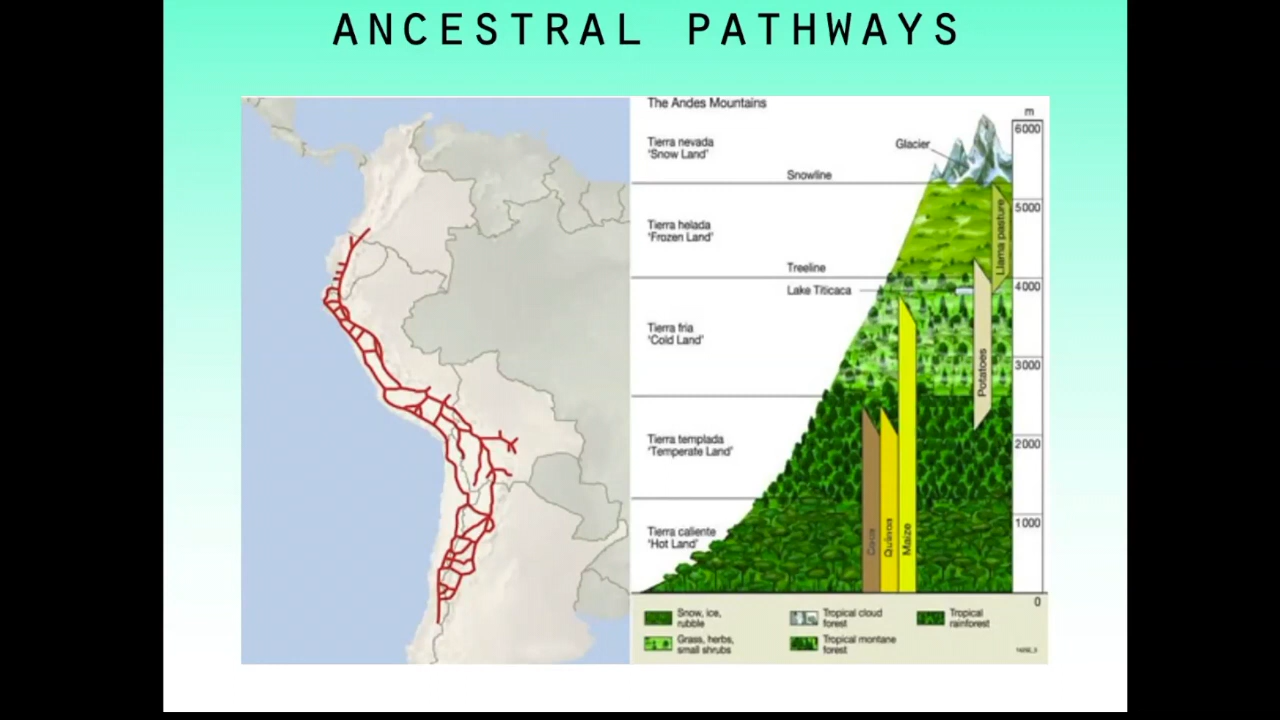 ANCESTRAL PATHWAYS
The Andes Mountains
m
6000
Tierra nevada
'Snow Land'
Glacier
Snowline
5000
Tierra helada
'Frozen Land'
Llama pasture
Treeline
Lake Titicaca
4000
Tierra fria
'Cold Land'
3000
Potatoes
Tierra templada
'Temperate Land'
2000
Tierra caliente
'Hot Land'
1000
Coca
Quinoa
Maize
0
Snow, ice,
rubble
Tropical cloud
forest
Tropical
rainforest
Grass, herbs,
small shrubs
Tropical montane
forest